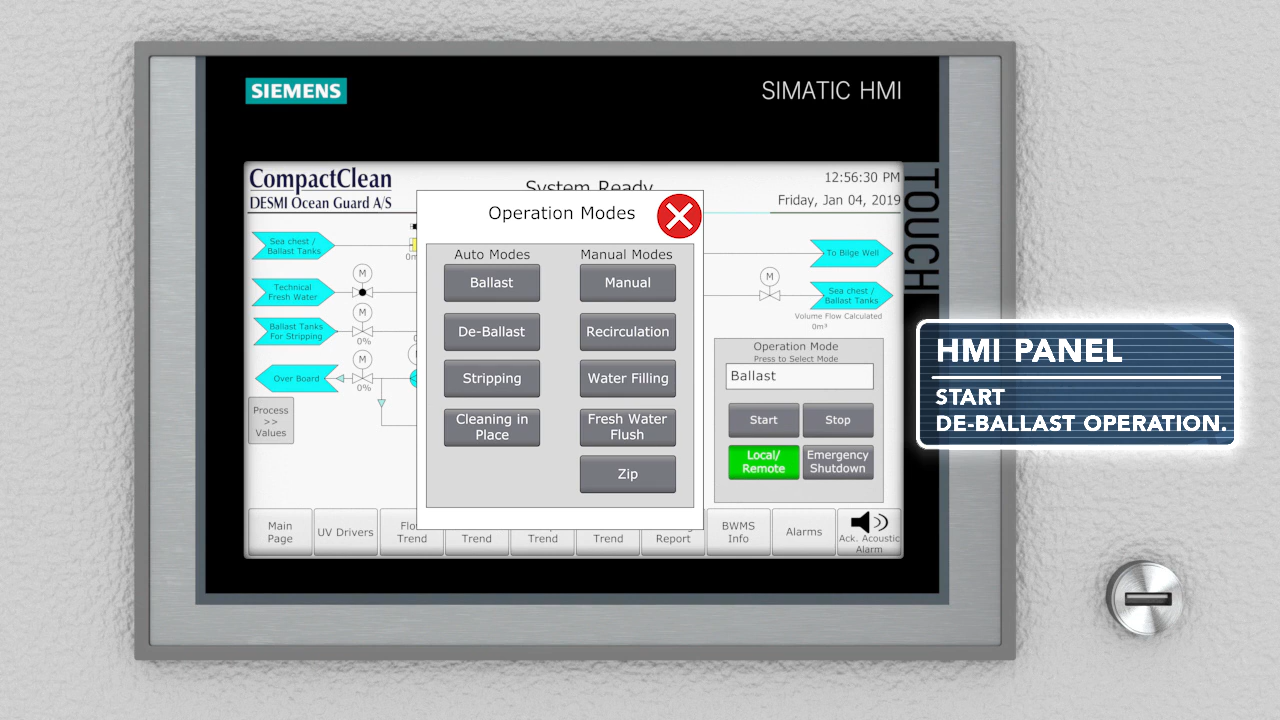 SIEMENS
SIMATIC HMI
TOUCH
CompactClean
DESMI Ocean Guard A/S
System Ready
12:56:30 PM
Friday, Jan 04, 2019
Operation Modes
Auto Modes
Ballast
De-Ballast
Stripping
Cleaning in
Place
Manual Modes
Manual
Recirculation
Water Filling
Fresh Water
Flush
Zip
Sea chest /
Ballast Tanks
M
Technical
Fresh Water
M
Ballast Tanks
For Stripping
0%
M
Over Board
0%
Process
>>
Values
To Bilge Well
M
Sea chest /
Ballast Tanks
Volume Flow Calculated
0m³
Operation Mode
Press to Select Mode
Ballast
Start
Stop
Local/
Remote
Emergency
Shutdown
Main
Page
UV Drivers
Trend
Trend
Trend
Trend
Report
BWMS
Info
Alarms
Ack. Acoustic
Alarm
HMI PANEL
START
DE-BALLAST OPERATION.